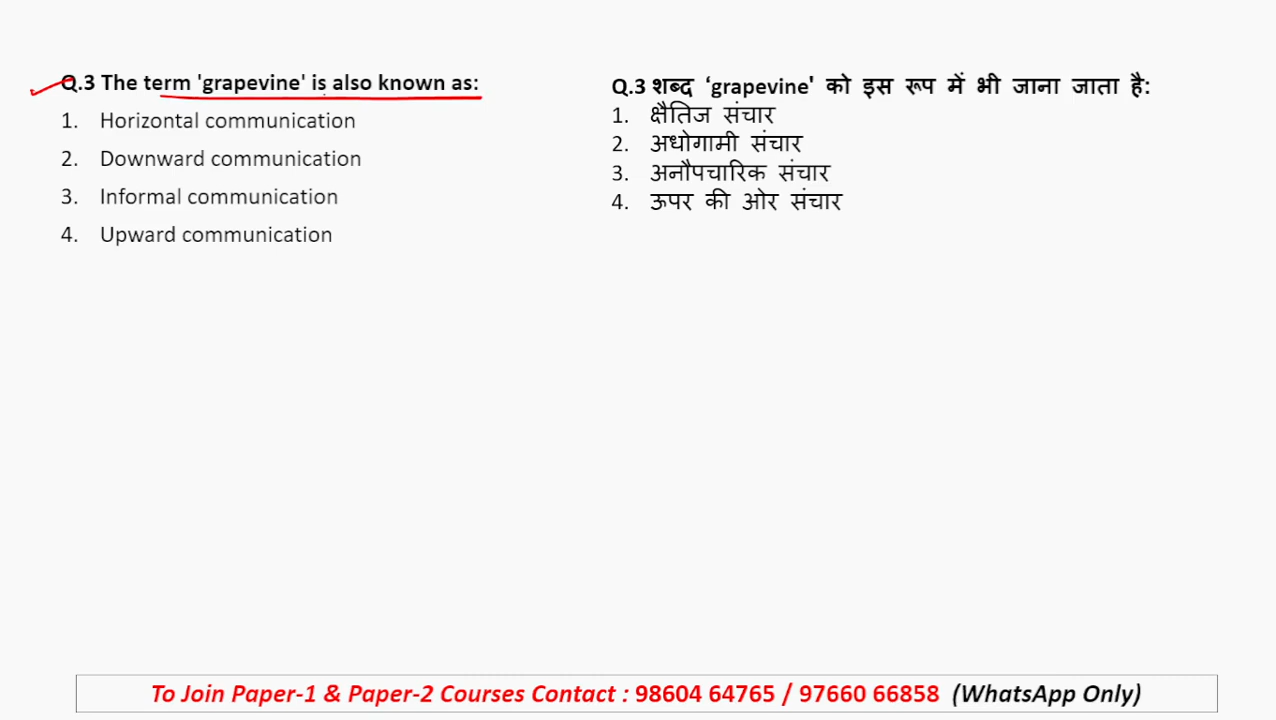 Q.3 The term 'grapevine' is also known as:
1. Horizontal communication
2. Downward communication
3. Informal communication
4. Upward communication
Q.3 शब्द ‘grapevine' को इस रूप में भी जाना जाता है:
1. क्षैतिज संचार
2. अधोगामी संचार
3. अनौपचारिक संचार
4. ऊपर की ओर संचार
To Join Paper-1 & Paper-2 Courses Contact : 98604 64765 / 97660 66858 (WhatsApp Only)